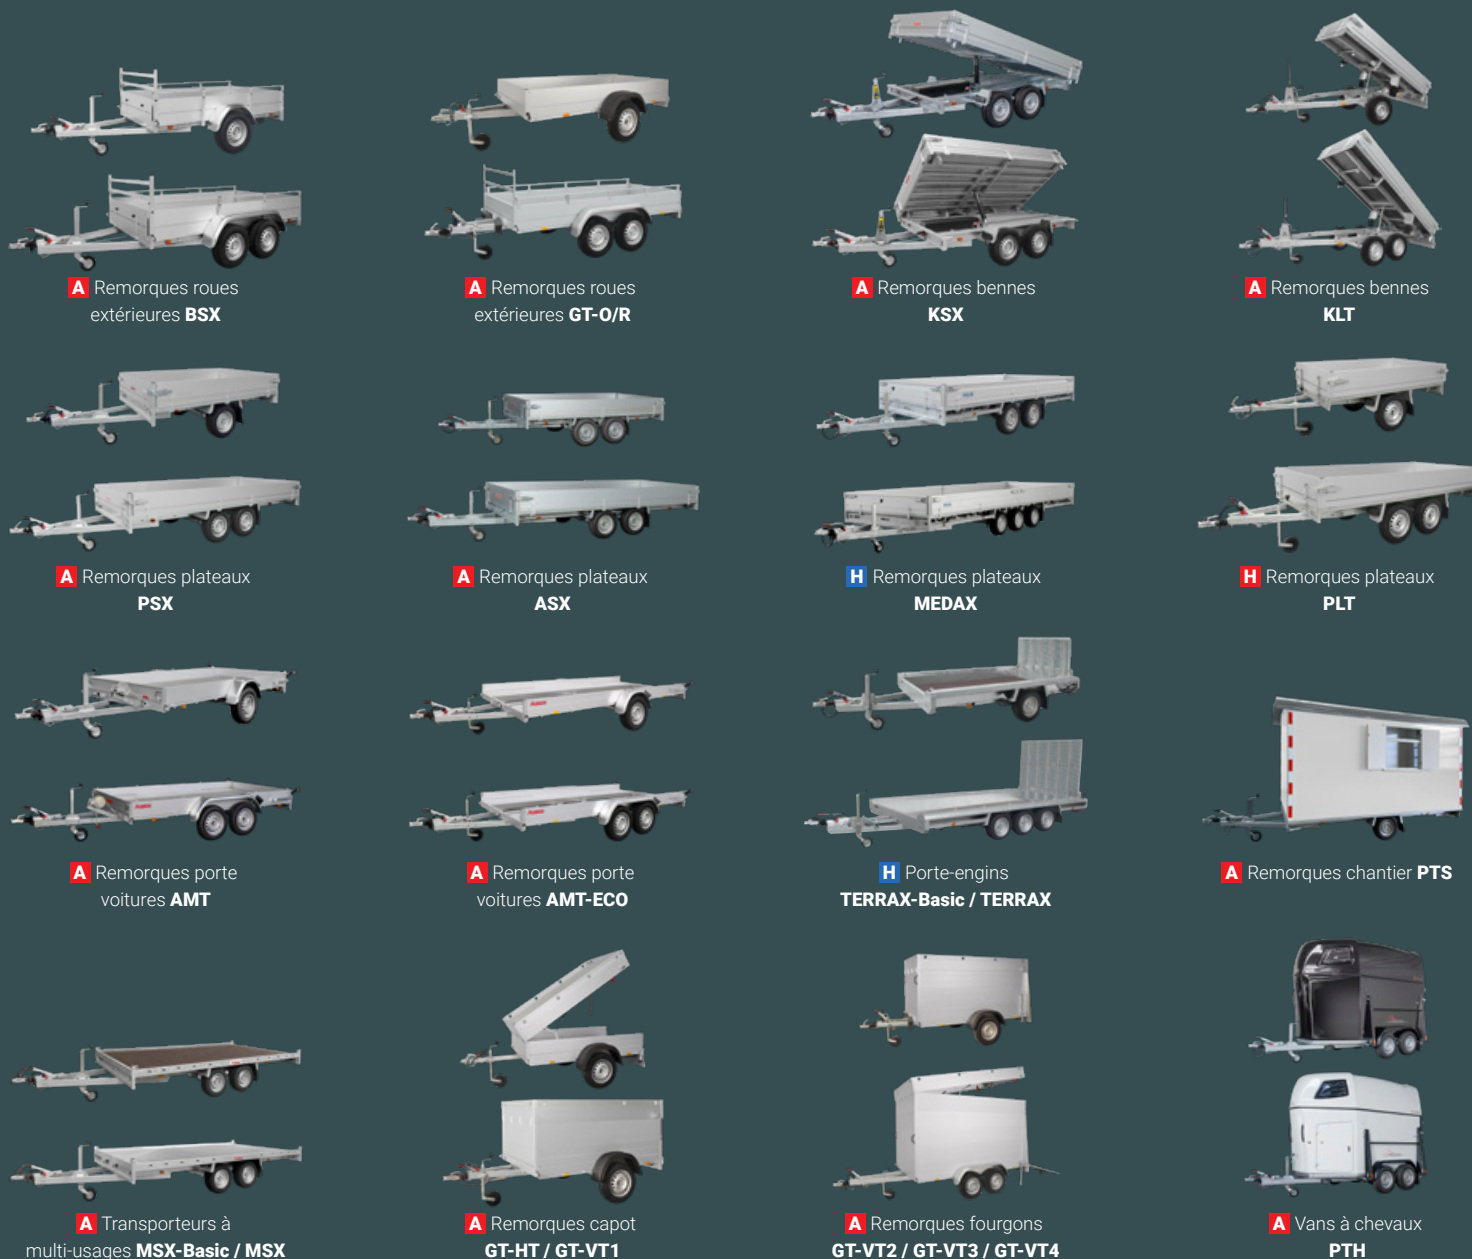 A Remorques roues
extérieures BSX
A Remorques roues
extérieures GT-O/R
A Remorques bennes
KSX
A Remorques bennes
KLT
A Remorques plateaux
PSX
A Remorques plateaux
ASX
H Remorques plateaux
MEDAX
H Remorques plateaux
PLT
A Remorques porte
voitures AMT
A Remorques porte
voitures AMT-ECO
H Porte-engins
TERRAX-Basic / TERRAX
A Remorques chantier PTS
A Transporteurs à
multi-usages MSX-Basic / MSX
A Remorques capot
GT-HT / GT-VT1
A Remorques fourgons
GT-VT2 / GT-VT3 / GT-VT4
A Vans à chevaux
PTH